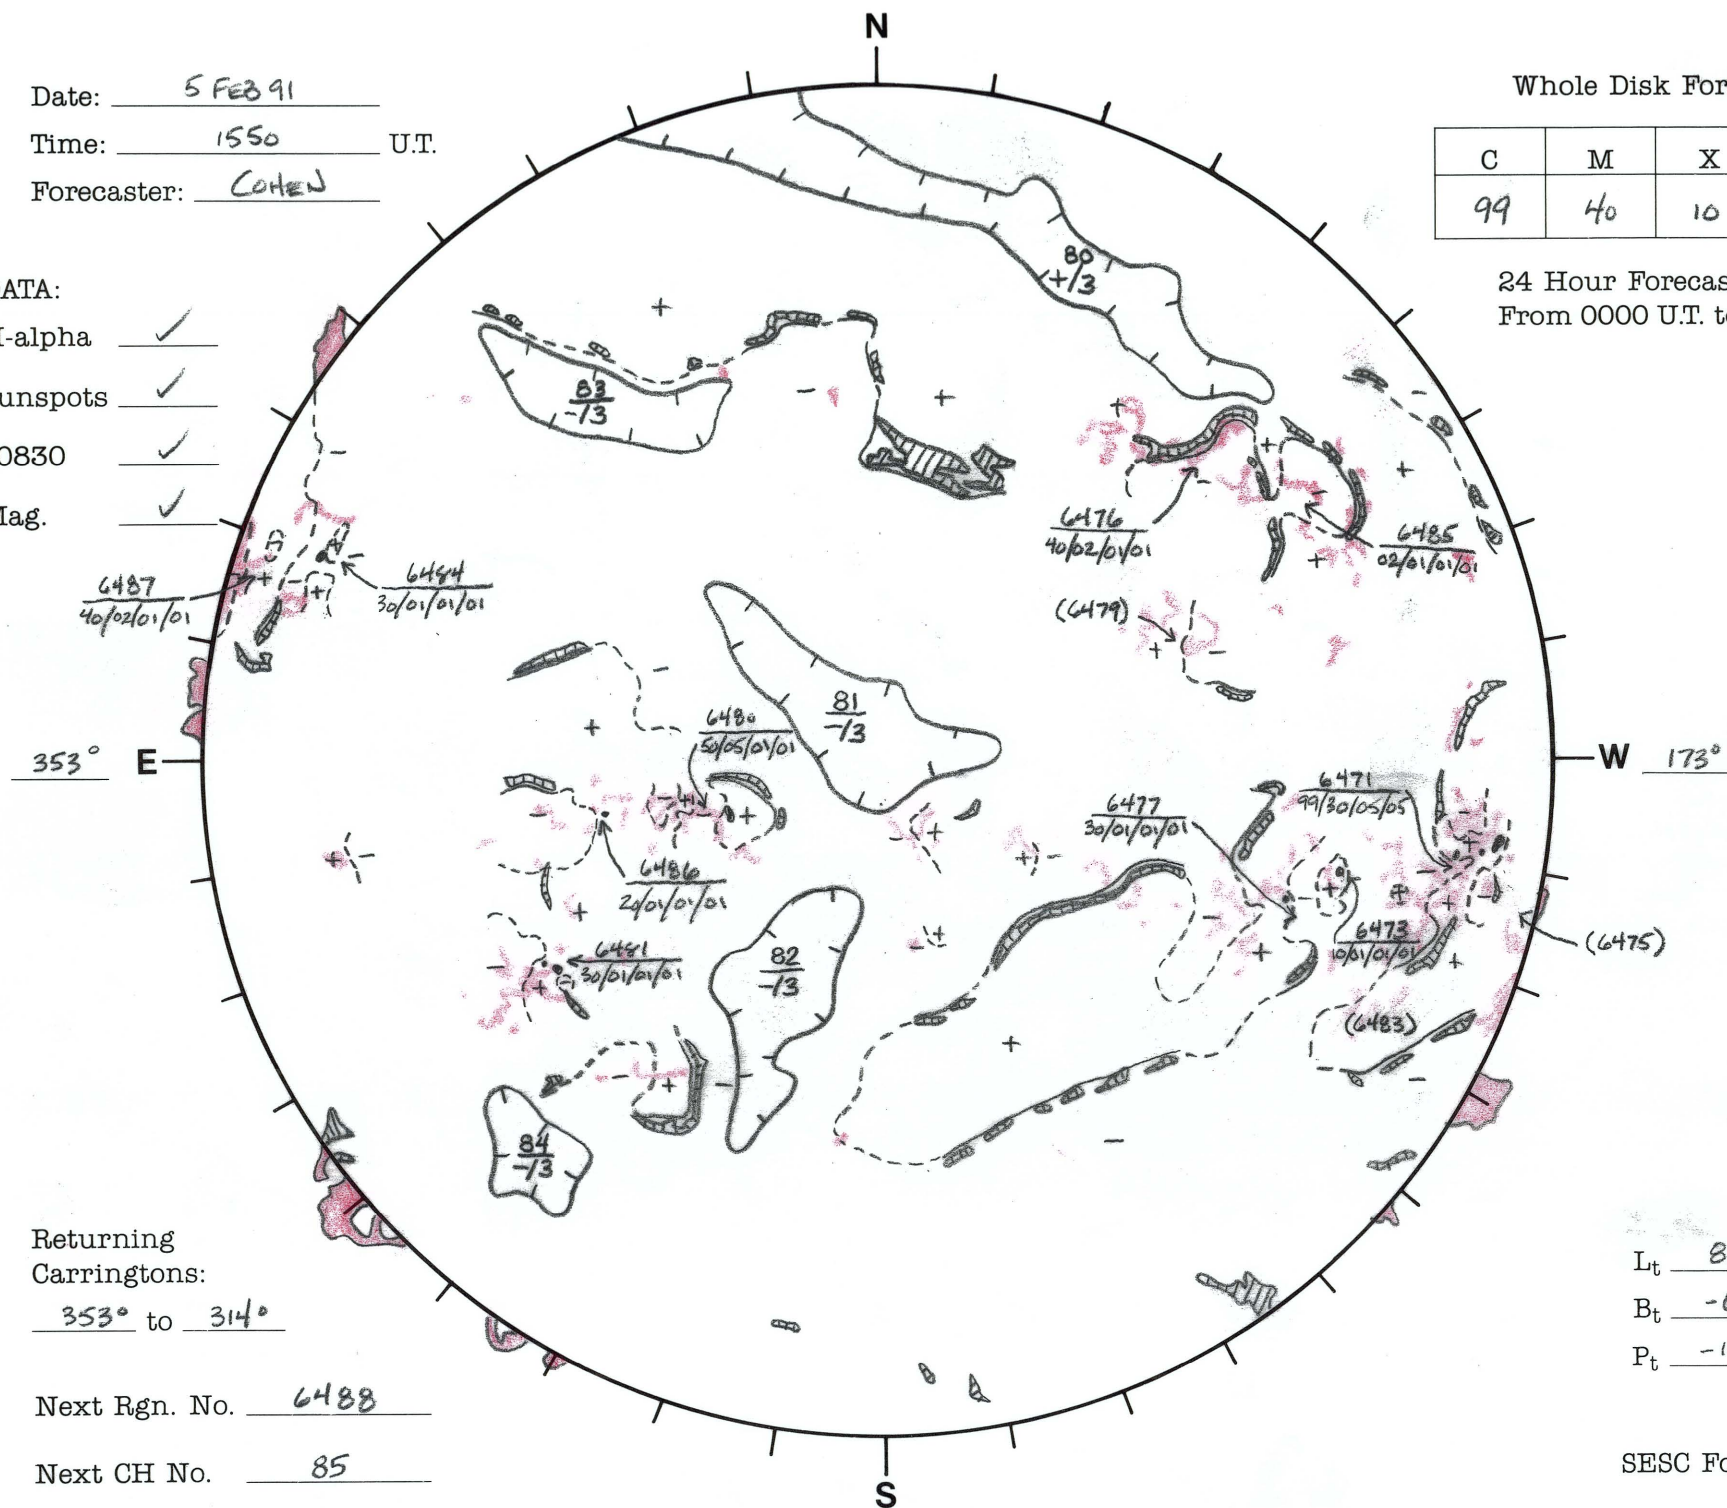 N
Date: 5 FEB 91
Time: 1550 U.T.
Forecaster: COHEN
Whole Disk For
C M X
99 40 10
24 Hour Forecas
From 0000 U.T. t
ATA:
I-alpha ✓
unspots ✓
0830 ✓
Mag. ✓
80
+/3
83
-/3
6476
40/02/01/01
6485
02/01/01/01
6487
40/02/01/01
6484
30/01/01/01
(6479)
81
-/3
6480
50/05/01/01
353° E
W 173°
6471
99/30/05/05
6477
30/01/01/01
6486
20/01/01/01
6473
10/01/01/01
(6475)
6481
30/01/01/01
82
-/3
(6483)
84
-/3
Returning
Carringtons:
353° to 314°
Next Rgn. No. 6488
Next CH No. 85
Lt 8
Bt -6
Pt -1
SESC Fo
S